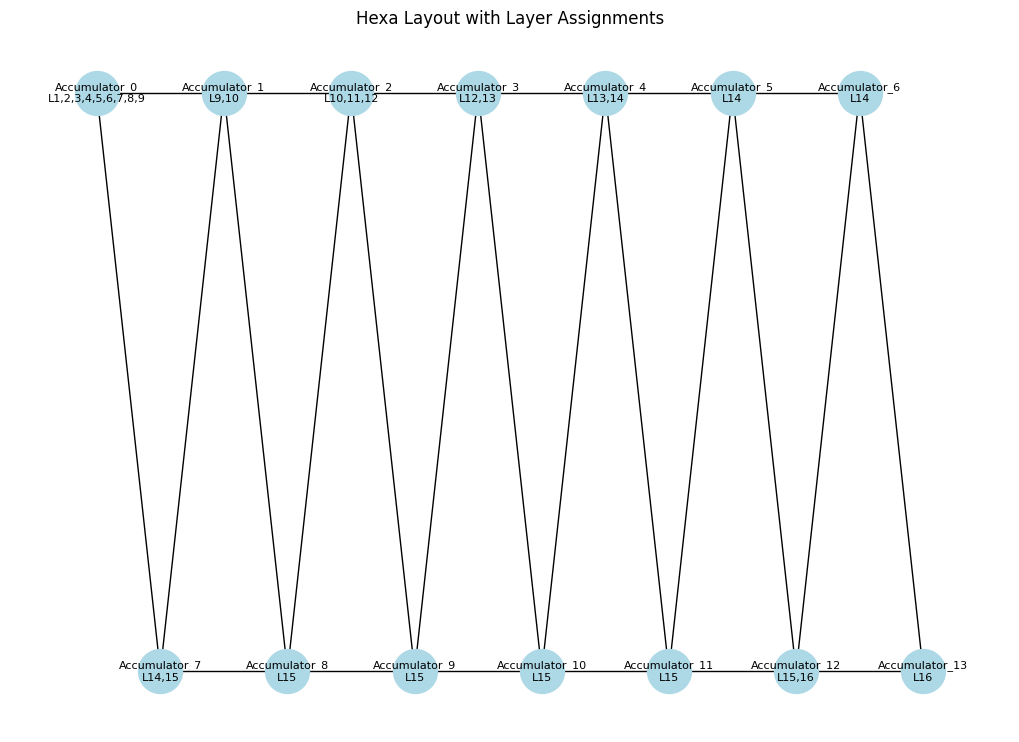 Hexa Layout with Layer Assignments
Accumulator_0
L1,2,3,4,5,6,7,8,9
Accumulator_1
L9,10
Accumulator_2
L10,11,12
Accumulator_3
L12,13
Accumulator_4
L13,14
Accumulator_5
L14
Accumulator_6
L14
Accumulator_7
L14,15
Accumulator_8
L15
Accumulator_9
L15
Accumulator_10
L15
Accumulator_11
L15
Accumulator_12
L15,16
Accumulator_13
L16